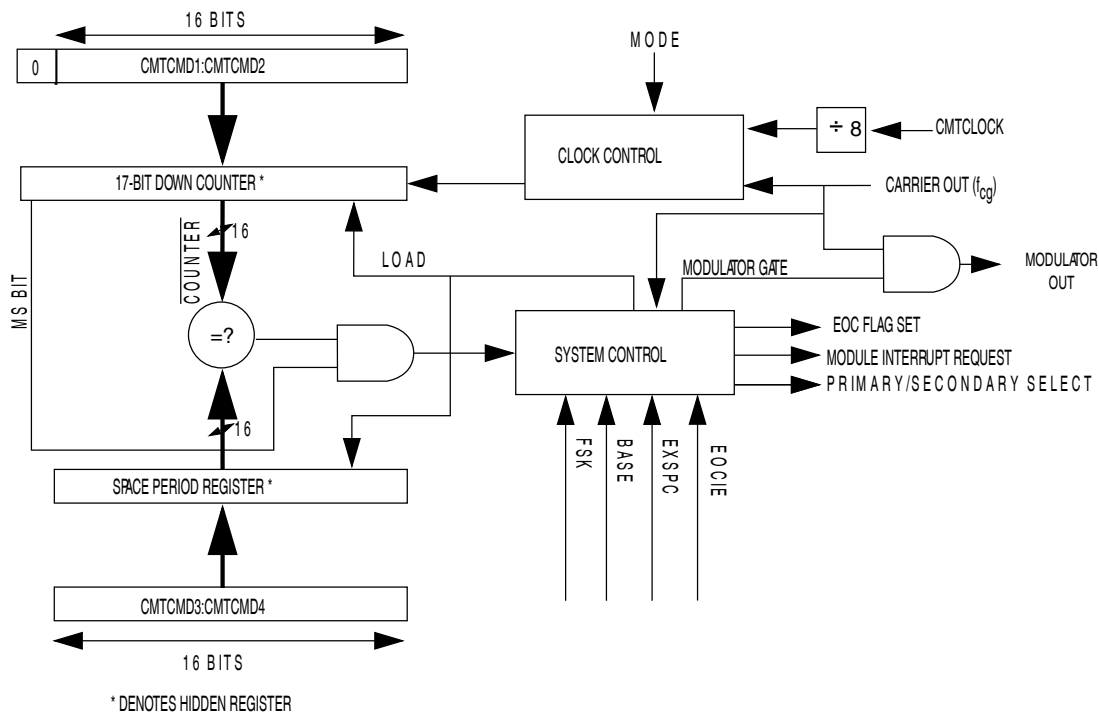 16 BITS
MODE
0
CMTCMD1:CMTCMD2
÷ 8
CMTCLOCK
CLOCK CONTROL
17-BIT DOWN COUNTER *
CARRIER OUT (fcg)
16
COUNTER
LOAD
MODULATOR GATE
MODULATOR
OUT
MS BIT
=?
SYSTEM CONTROL
EOC FLAG SET
MODULE INTERRUPT REQUEST
PRIMARY/SECONDARY SELECT
16
FSK
BASE
EXSPC
EOCIE
SPACE PERIOD REGISTER *
CMTCMD3:CMTCMD4
16 BITS
* DENOTES HIDDEN REGISTER